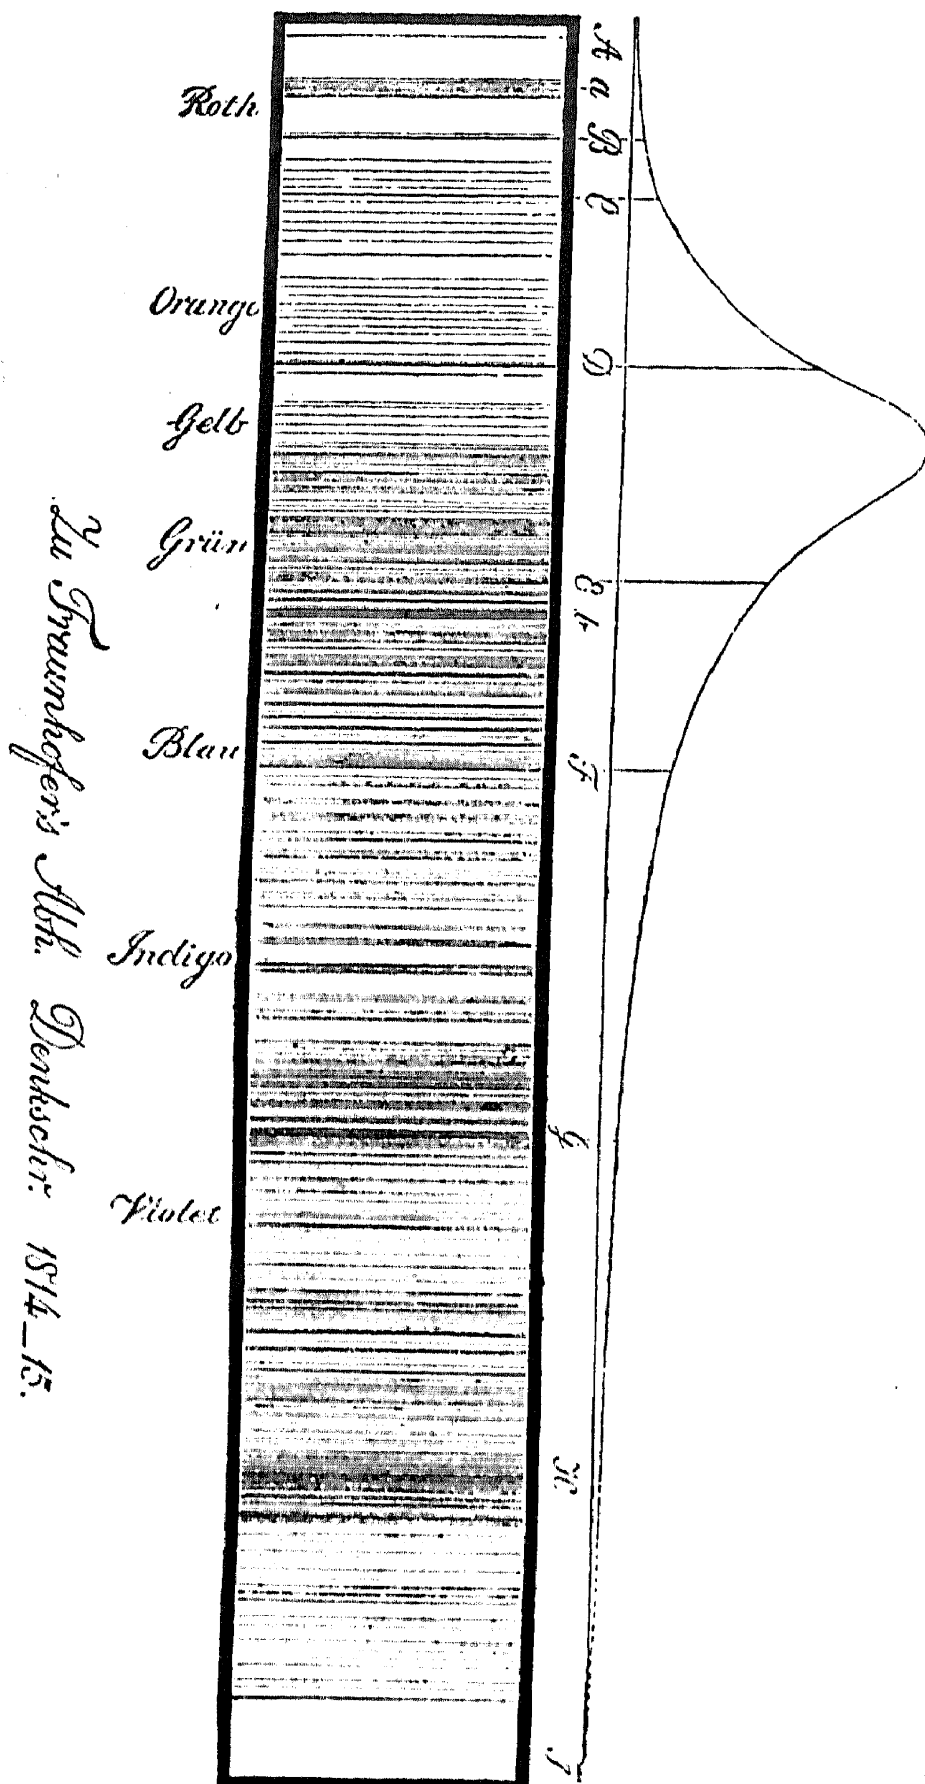 A
a
B
C
D
E
b
F
G
H
I
Roth
Orange
Gelb
Grün
Blau
Indigo
Violet
Zu Fraunhofer's Abh. Denkschr. 1814_15.